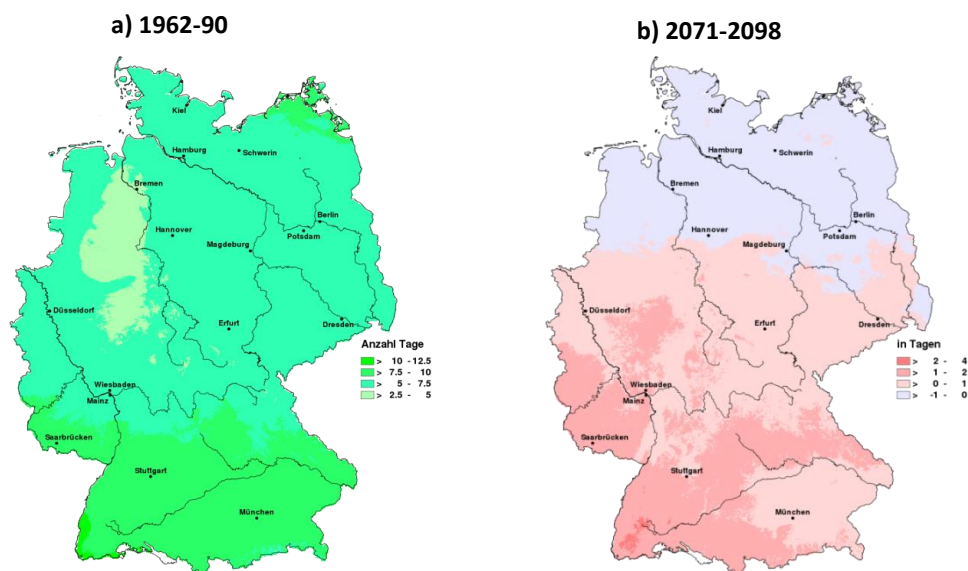 a) 1962-90
Kiel
Hamburg
Schwerin
Bremen
Berlin
Hannover
Potsdam
Magdeburg
Düsseldorf
Erfurt
Dresden
Wiesbaden
Mainz
Saarbrücken
Stuttgart
München
Anzahl Tage
> 10 -12.5
> 7.5 - 10
> 5 - 7.5
> 2.5 - 5
b) 2071-2098
Kiel
Hamburg
Schwerin
Bremen
Berlin
Hannover
Potsdam
Magdeburg
Düsseldorf
Erfurt
Dresden
Wiesbaden
Mainz
Saarbrücken
Stuttgart
München
in Tagen
> 2 - 4
> 1 - 2
> 0 - 1
> -1 - 0